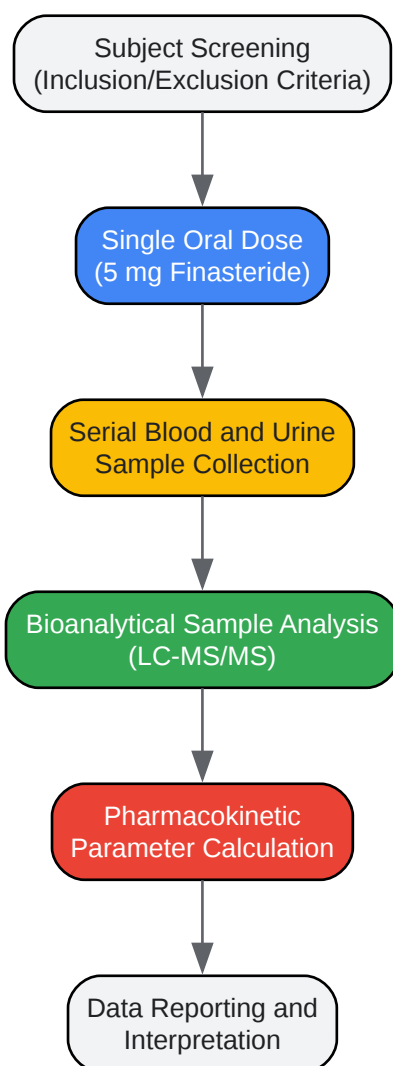 Subject Screening
(Inclusion/Exclusion Criteria)
Single Oral Dose
(5 mg Finasteride)
Serial Blood and Urine
Sample Collection
Bioanalytical Sample Analysis
(LC-MS/MS)
Pharmacokinetic
Parameter Calculation
Data Reporting and
Interpretation